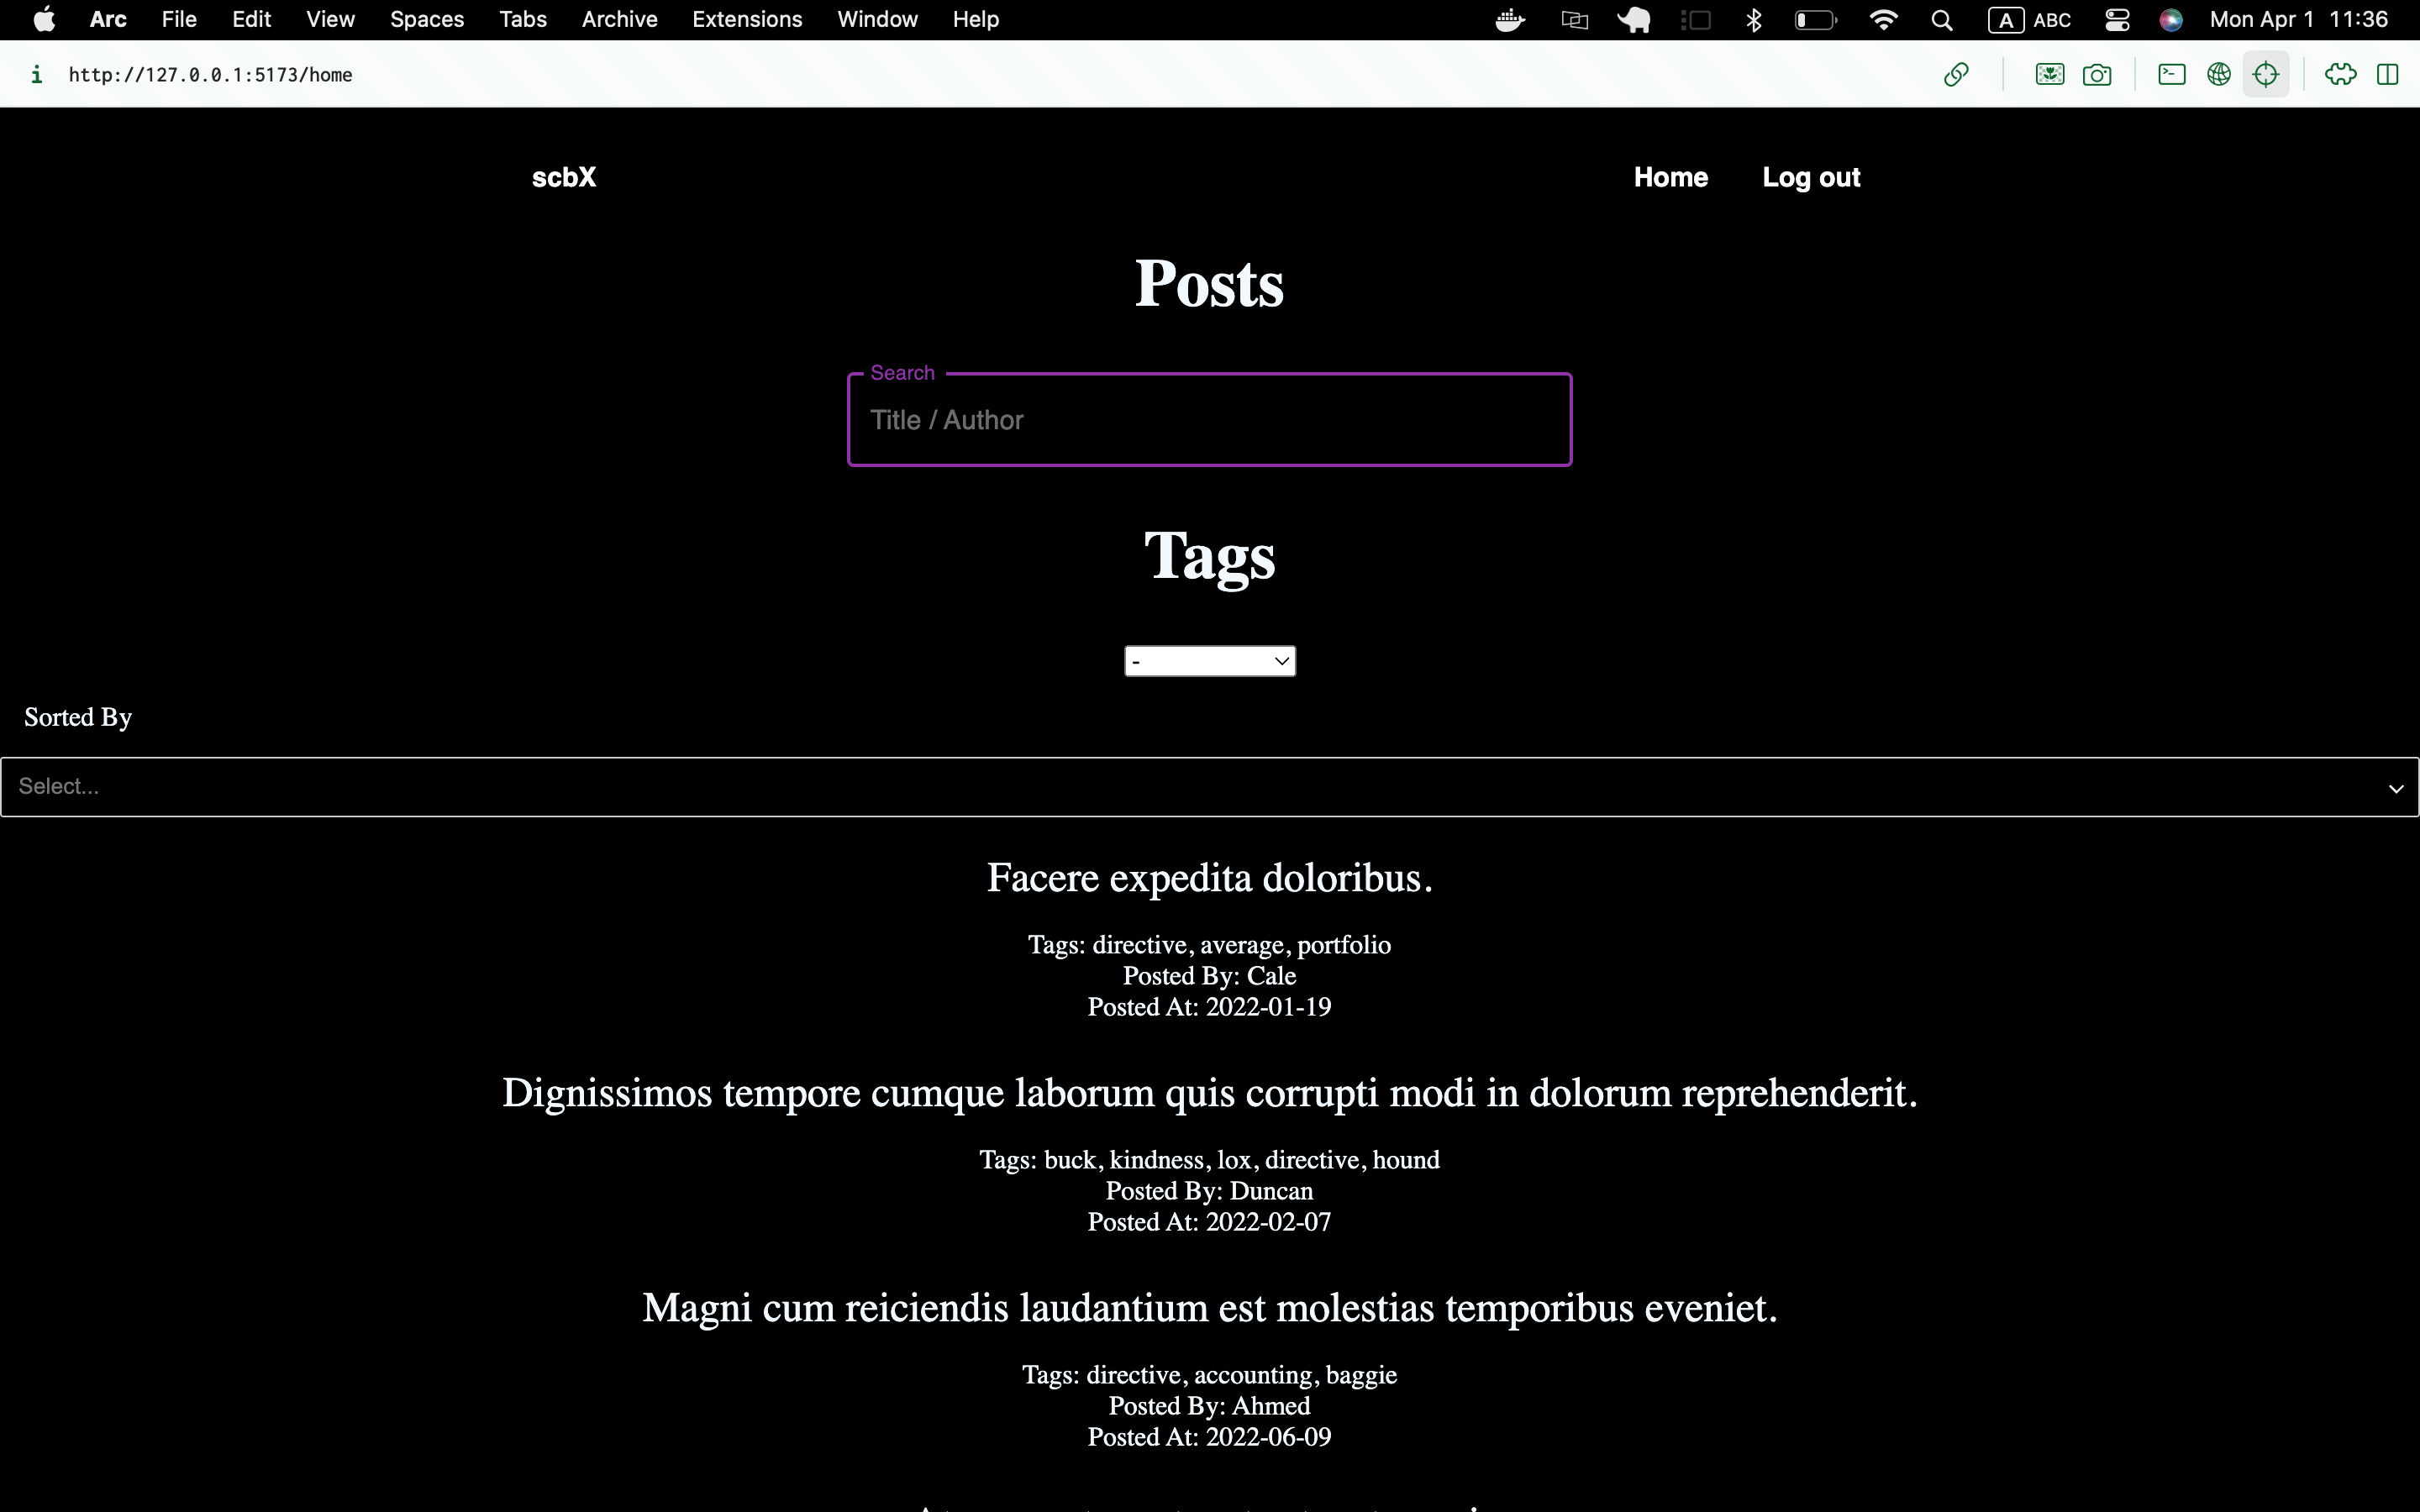 Arc File Edit View Spaces Tabs Archive Extensions Window Help A ABC Mon Apr 1 11:36
i http://127.0.0.1:5173/home
scbX Home Log out
Posts
Search
Title / Author
Tags
-
Sorted By
Select...
Facere expedita doloribus.
Tags: directive, average, portfolio
Posted By: Cale
Posted At: 2022-01-19
Dignissimos tempore cumque laborum quis corrupti modi in dolorum reprehenderit.
Tags: buck, kindness, lox, directive, hound
Posted By: Duncan
Posted At: 2022-02-07
Magni cum reiciendis laudantium est molestias temporibus eveniet.
Tags: directive, accounting, baggie
Posted By: Ahmed
Posted At: 2022-06-09